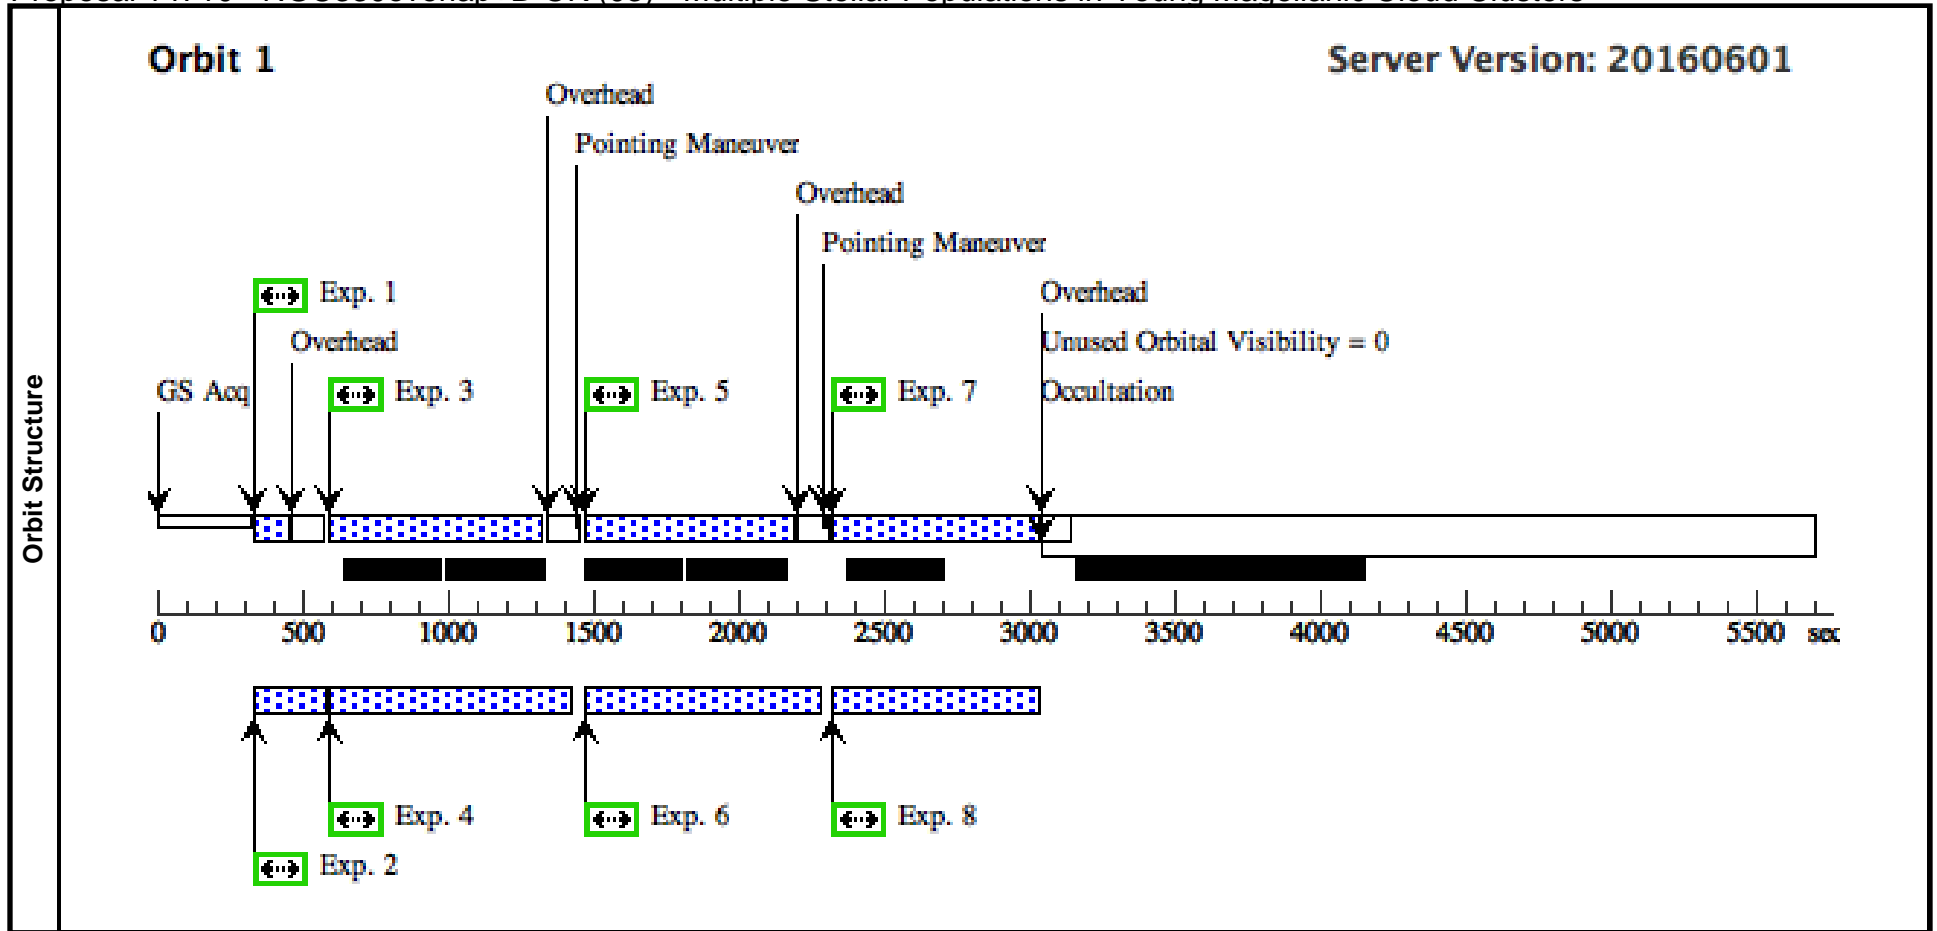 Orbit 1
Server Version: 20160601
Overhead
Pointing Maneuver
Overhead
Pointing Maneuver
Exp. 1
Overhead
Overhead
Unused Orbital Visibility = 0
GS Acq
Exp. 3
Exp. 5
Exp. 7
Occultation
Orbit Structure
0 500 1000 1500 2000 2500 3000 3500 4000 4500 5000 5500 sec
Exp. 4
Exp. 6
Exp. 8
Exp. 2